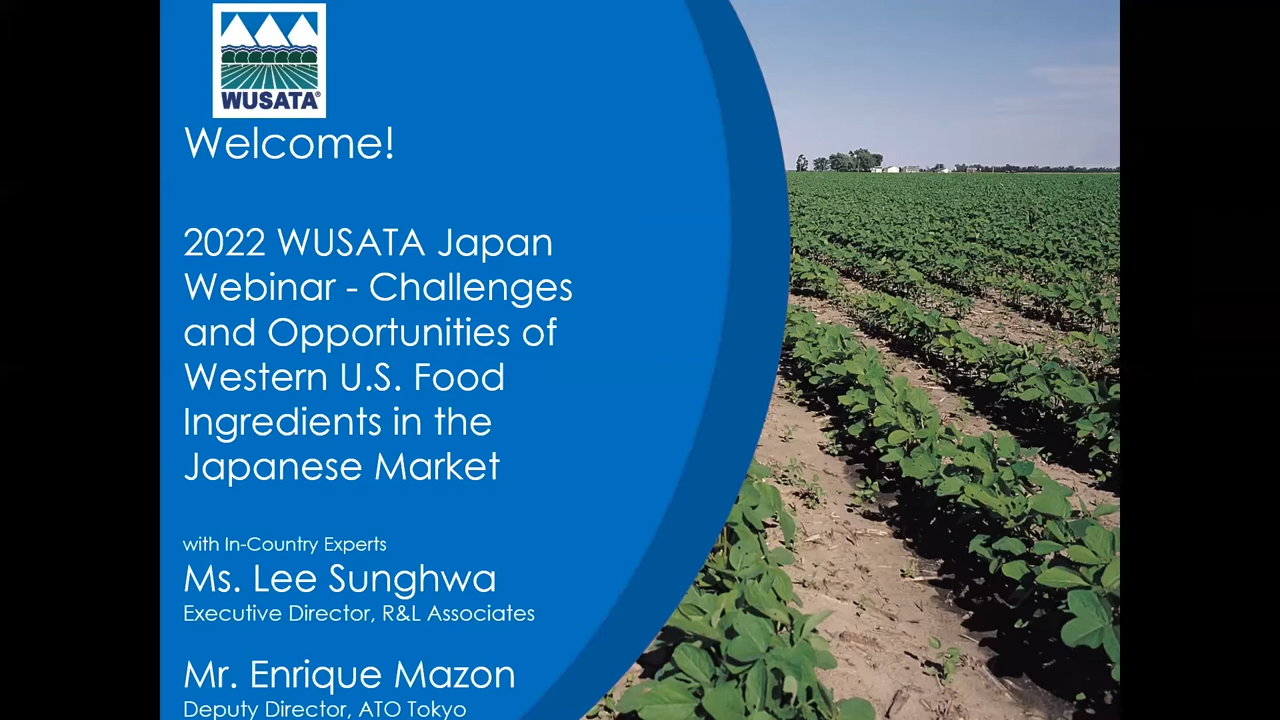 WUSATA®
Welcome!
2022 WUSATA Japan
Webinar - Challenges
and Opportunities of
Western U.S. Food
Ingredients in the
Japanese Market
with In-Country Experts
Ms. Lee Sunghwa
Executive Director, R&L Associates
Mr. Enrique Mazon
Deputy Director, ATO Tokyo